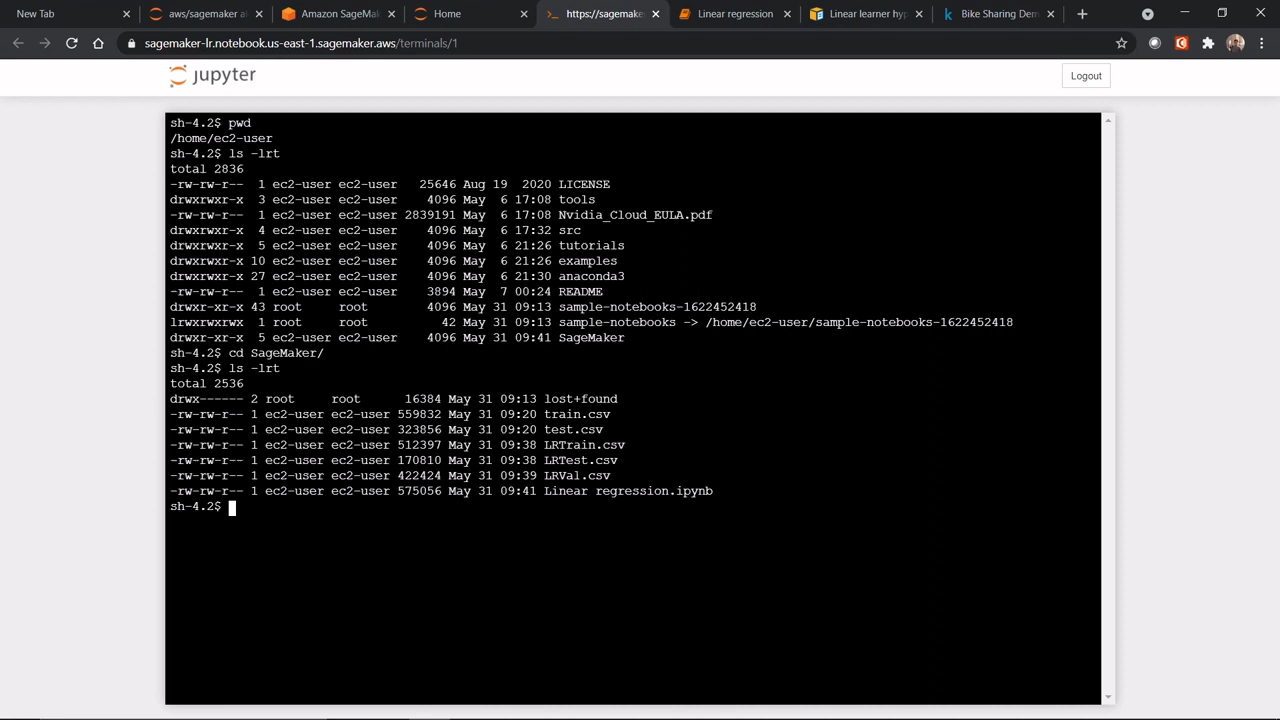 New Tab
aws/sagemaker a
Amazon SageMa
Home
https://sagemake
Linear regression
Linear learner hyp
Bike Sharing Dem
sagemaker-lr.notebook.us-east-1.sagemaker.aws/terminals/1
jupyter
Logout
sh-4.2$ pwd
/home/ec2-user
sh-4.2$ ls -lrt
total 2836
-rw-rw-r-- 1 ec2-user ec2-user 25646 Aug 19 2020 LICENSE
drwxrwxr-x 3 ec2-user ec2-user 4096 May 6 17:08 tools
-rw-rw-r-- 1 ec2-user ec2-user 2839191 May 6 17:08 Nvidia_Cloud_EULA.pdf
drwxrwxr-x 4 ec2-user ec2-user 4096 May 6 17:32 src
drwxrwxr-x 5 ec2-user ec2-user 4096 May 6 21:26 tutorials
drwxrwxr-x 10 ec2-user ec2-user 4096 May 6 21:26 examples
drwxrwxr-x 27 ec2-user ec2-user 4096 May 6 21:30 anaconda3
-rw-rw-r-- 1 ec2-user ec2-user 3894 May 7 00:24 README
drwxr-xr-x 43 root root 4096 May 31 09:13 sample-notebooks-1622452418
lrwxrwxrwx 1 root root 42 May 31 09:13 sample-notebooks -> /home/ec2-user/sample-notebooks-1622452418
drwxr-xr-x 5 ec2-user ec2-user 4096 May 31 09:41 SageMaker
sh-4.2$ cd SageMaker/
sh-4.2$ ls -lrt
total 2536
drwx------ 2 root root 16384 May 31 09:13 lost+found
-rw-rw-r-- 1 ec2-user ec2-user 559832 May 31 09:20 train.csv
-rw-rw-r-- 1 ec2-user ec2-user 323856 May 31 09:20 test.csv
-rw-rw-r-- 1 ec2-user ec2-user 512397 May 31 09:38 LRTrain.csv
-rw-rw-r-- 1 ec2-user ec2-user 170810 May 31 09:38 LRTest.csv
-rw-rw-r-- 1 ec2-user ec2-user 422424 May 31 09:39 LRVal.csv
-rw-rw-r-- 1 ec2-user ec2-user 575056 May 31 09:41 Linear regression.ipynb
sh-4.2$